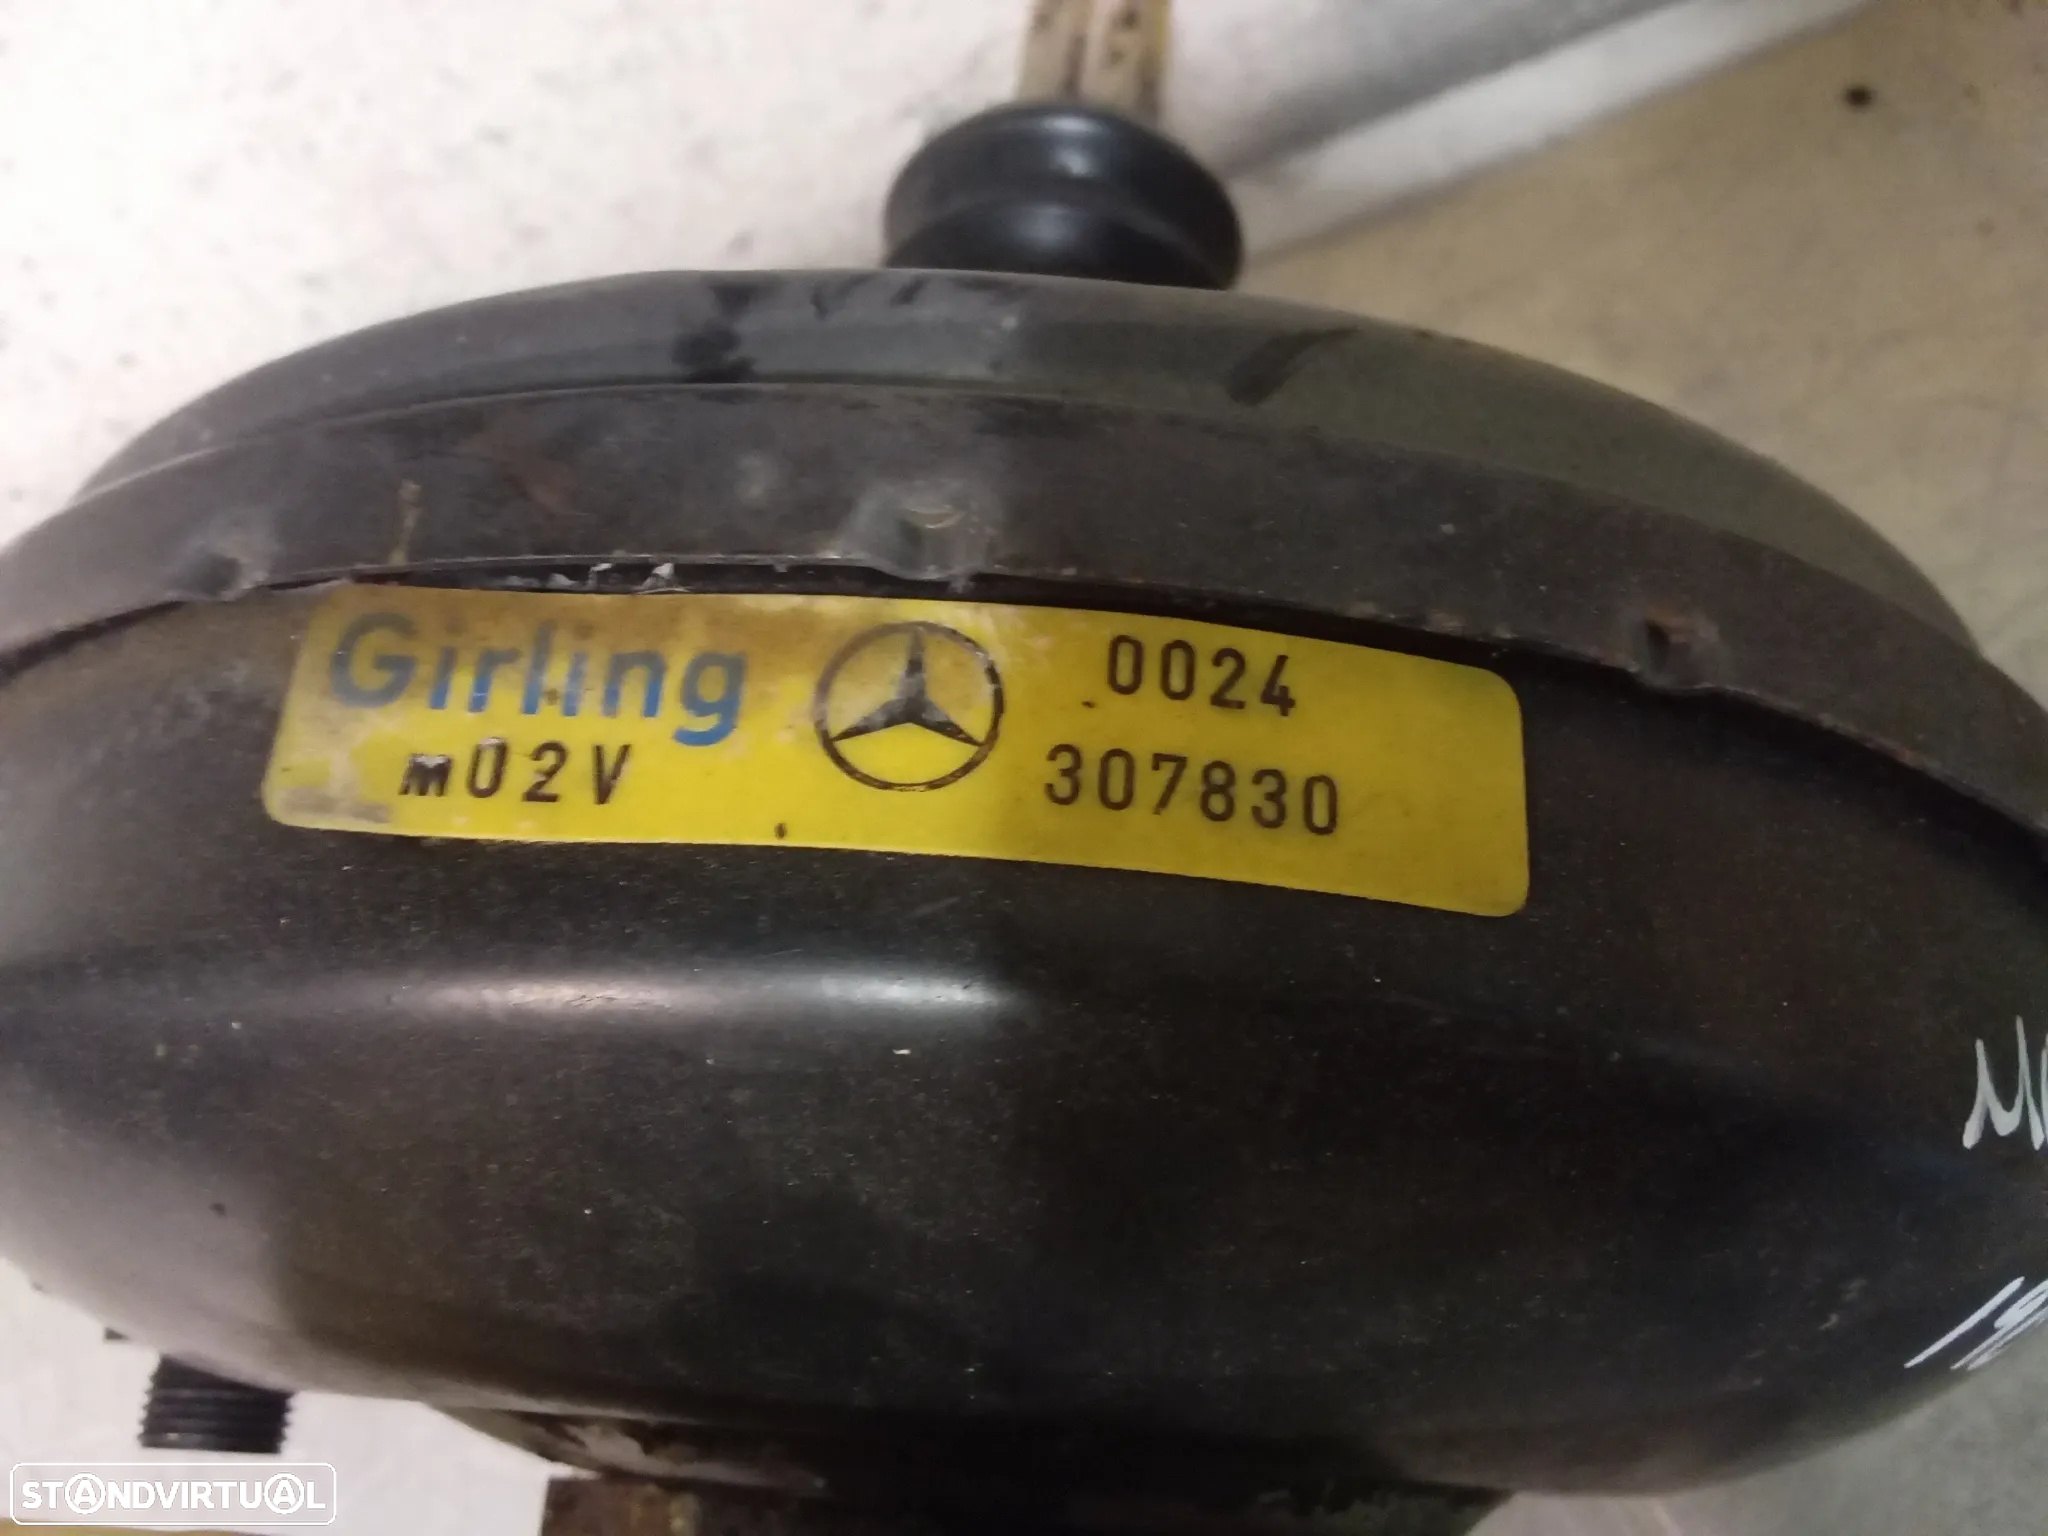 Girling
m02V
0024
307830
STANDVIRTUAL